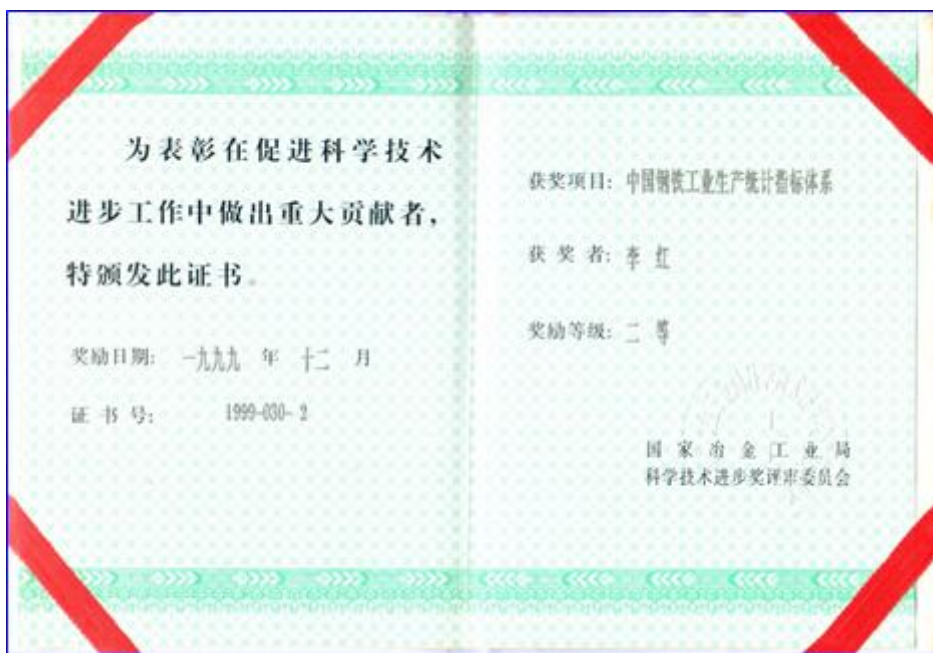 为表彰在促进科学技术
进步工作中做出重大贡献者，
特颁发此证书。
奖励日期：一九九九 年 十二 月
证 书 号： 1999-030-2
获奖项目：中国钢铁工业生产统计指标体系
获 奖 者：李 红
奖励等级：二 等
国 家 冶 金 工 业 局
科学技术进步奖评审委员会